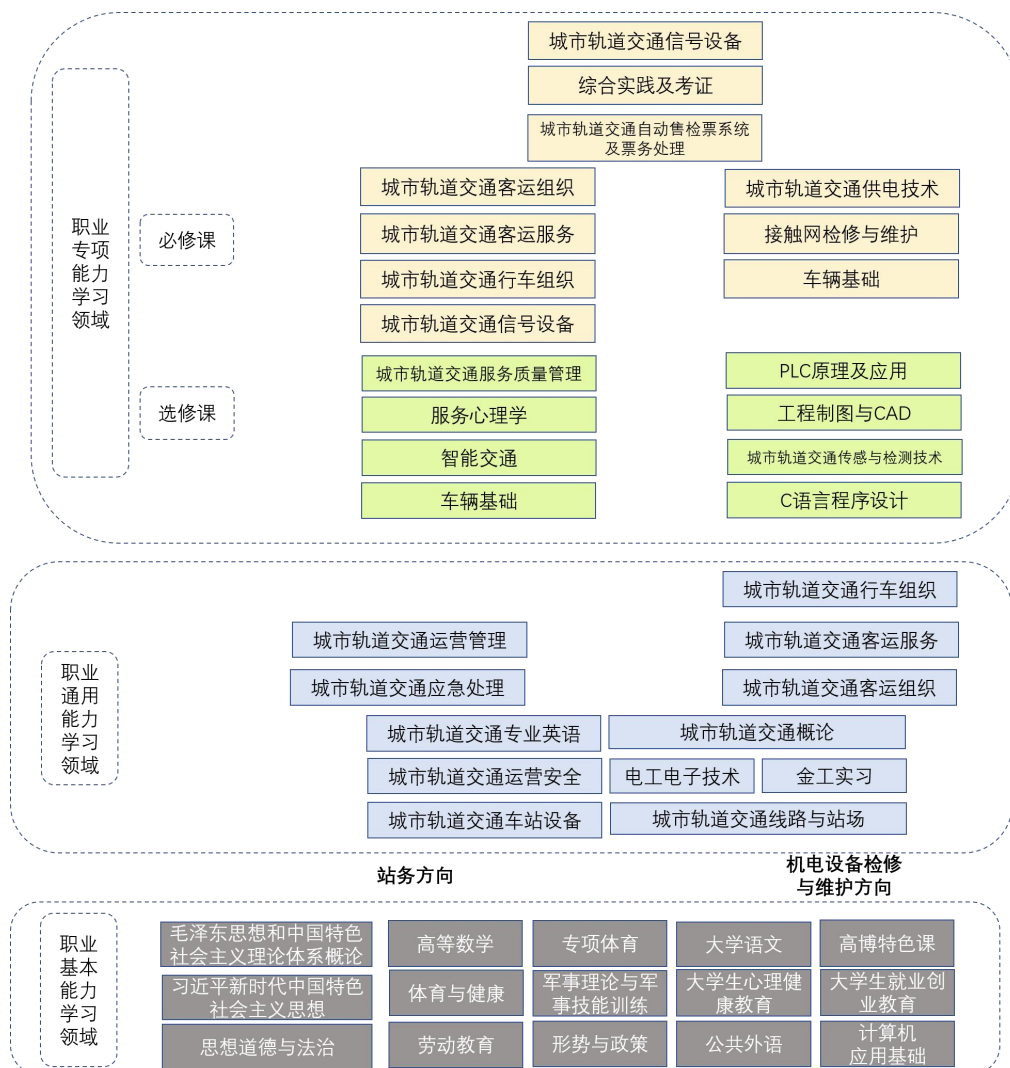 城市轨道交通信号设备
综合实践及考证
城市轨道交通自动售检票系统
及票务处理
职业
专项
能力
学习
领域
必修课
城市轨道交通客运组织
城市轨道交通供电技术
城市轨道交通客运服务
接触网检修与维护
城市轨道交通行车组织
车辆基础
城市轨道交通信号设备
选修课
城市轨道交通服务质量管理
PLC原理及应用
服务心理学
工程制图与CAD
智能交通
城市轨道交通传感与检测技术
车辆基础
C语言程序设计
职业
通用
能力
学习
领域
城市轨道交通行车组织
城市轨道交通运营管理
城市轨道交通客运服务
城市轨道交通应急处理
城市轨道交通客运组织
城市轨道交通专业英语
城市轨道交通概论
城市轨道交通运营安全
电工电子技术
金工实习
城市轨道交通车站设备
城市轨道交通线路与站场
站务方向
机电设备检修
与维护方向
职业
基本
能力
学习
领域
毛泽东思想和中国特色
社会主义理论体系概论
高等数学
专项体育
大学语文
高博特色课
习近平新时代中国特色
社会主义思想
体育与健康
军事理论与军
事技能训练
大学生心理健
康教育
大学生就业创
业教育
思想道德与法治
劳动教育
形势与政策
公共外语
计算机
应用基础